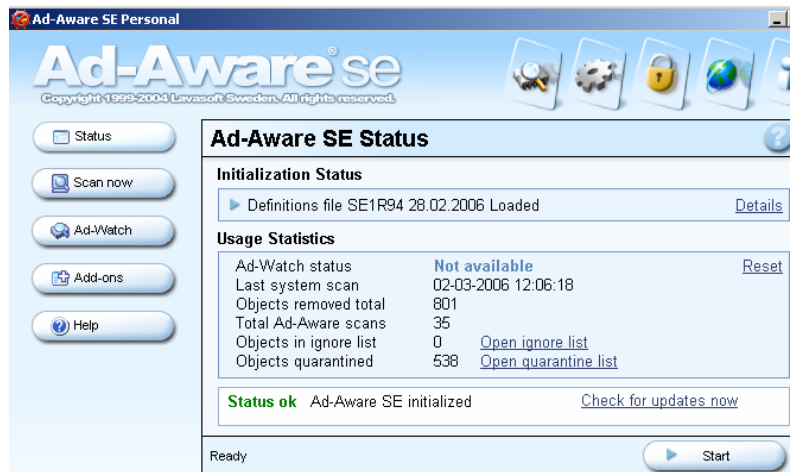 Ad-Aware SE Personal
Ad-Aware SE
Copyright 1999-2004 Lavasoft Sweden. All rights reserved.
Status
Scan now
Ad-Watch
Add-ons
Help
Ad-Aware SE Status
Initialization Status
Definitions file SE1R94 28.02.2006 Loaded Details
Usage Statistics
Ad-Watch status Not available Reset
Last system scan 02-03-2006 12:06:18
Objects removed total 801
Total Ad-Aware scans 35
Objects in ignore list 0 Open ignore list
Objects quarantined 538 Open quarantine list
Status ok Ad-Aware SE initialized Check for updates now
Ready Start